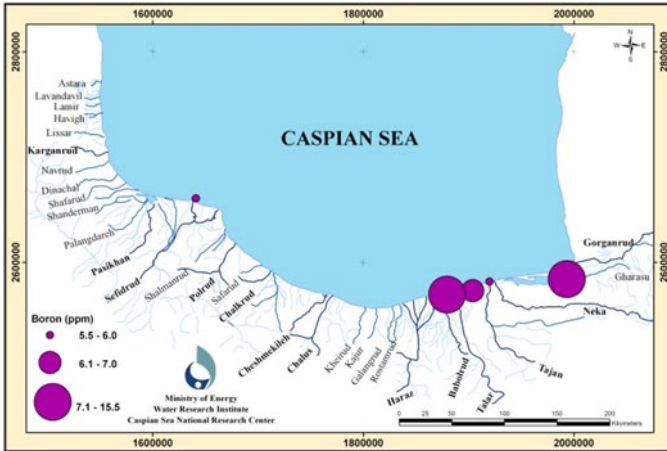 1600000 1800000 2000000
2800000
2800000
N
W E
S
Astara
Lavandavil
Lamir
Havigh
Lissar
Karganrud
Navrud
Dinachal
Shafarud
Shanderman
Palangdareh
Pasikhan
Sefidrud
Shalmanrud
Polrud
Safarud
Chalkrud
Cheshmekileh
Chalus
Kheirud
Kajur
Galangrud
Rostamrud
Haraz
Babolrud
Talar
Tajan
Neka
Gharasu
Gorganrud
CASPIAN SEA
2600000
2600000
Boron (ppm)
5.5 - 6.0
6.1 - 7.0
7.1 - 15.5
Ministry of Energy
Water Research Institute
Caspian Sea National Research Center
0 50 100 150 200
Kilometers
1600000 1800000 2000000